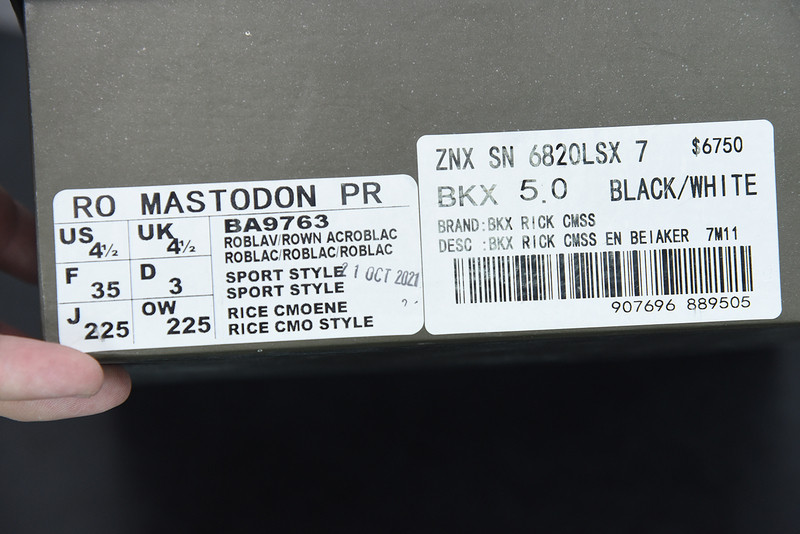 RO MASTODON PR
US 4½ UK 4½
F 35 D 3
J 225 OW 225
BA9763
ROBLAV/ROWN ACROBLAC
ROBLAC/ROBLAC/ROBLAC
SPORT STYLE
SPORT STYLE
21 OCT 2021
RICE CMOENE
RICE CMO STYLE
ZNX SN 6820LSX 7 $6750
BKX 5.0 BLACK/WHITE
BRAND:BKX RICK CMSS
DESC :BKX RICK CMSS EN BEIAKER 7M11
907696 889505